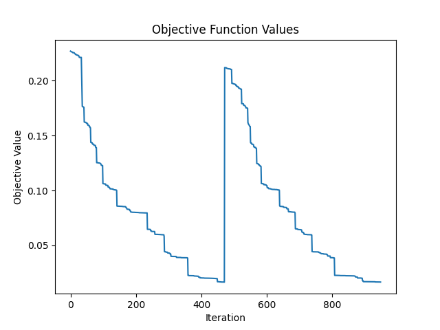 Objective Function Values
Objective Value
0.20
0.15
0.10
0.05
0 200 400 600 800
Iteration